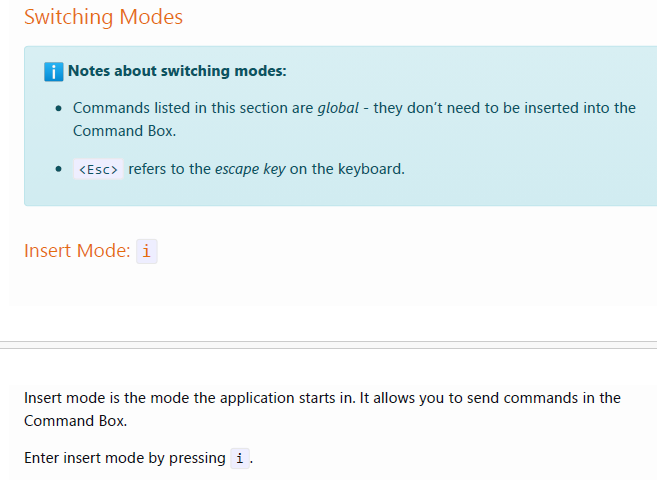 Switching Modes
ℹ️ Notes about switching modes:
• Commands listed in this section are global - they don’t need to be inserted into the
Command Box.
• <Esc> refers to the escape key on the keyboard.
Insert Mode: i
Insert mode is the mode the application starts in. It allows you to send commands in the
Command Box.
Enter insert mode by pressing i.